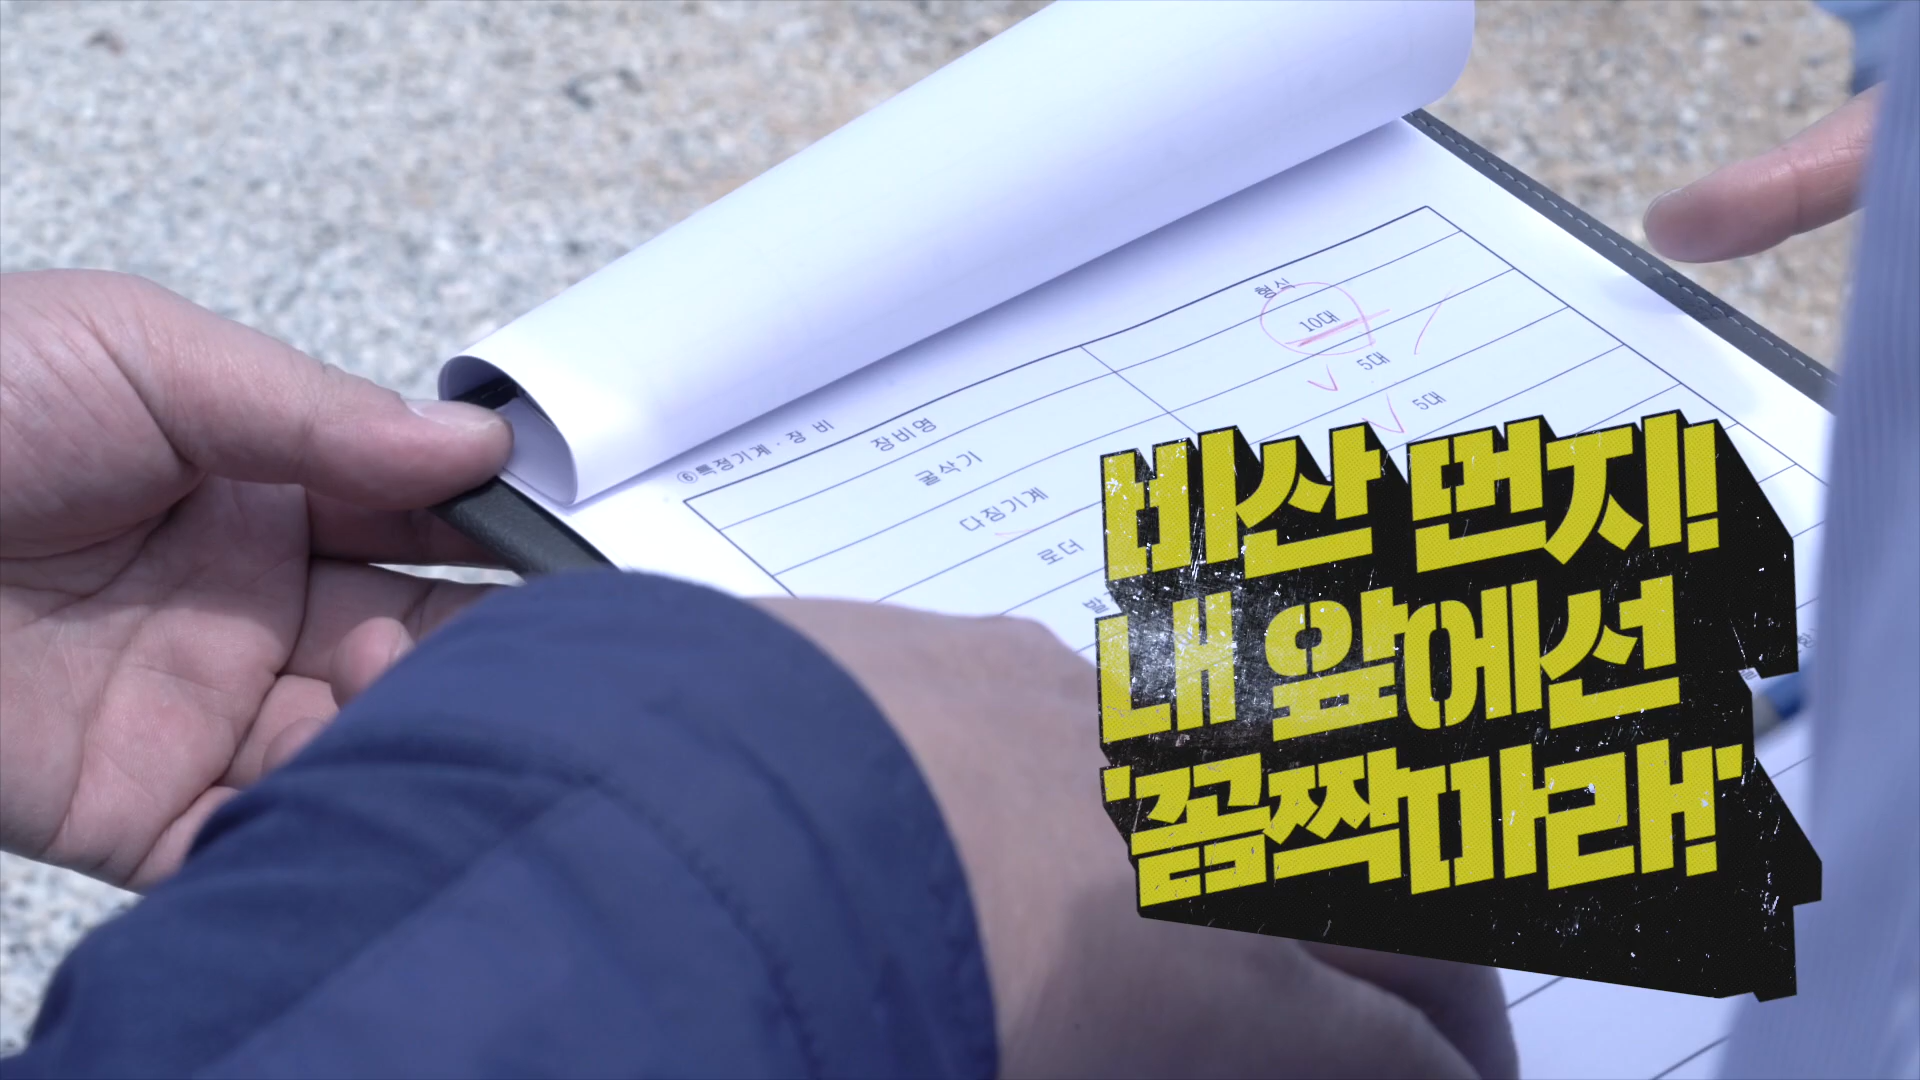 ⑥특정기계·장 비
장비명
형식
굴삭기
10대
다짐기계
5대
로더
5대
비산 먼지!
내 앞에선
'꼼짝마라!'